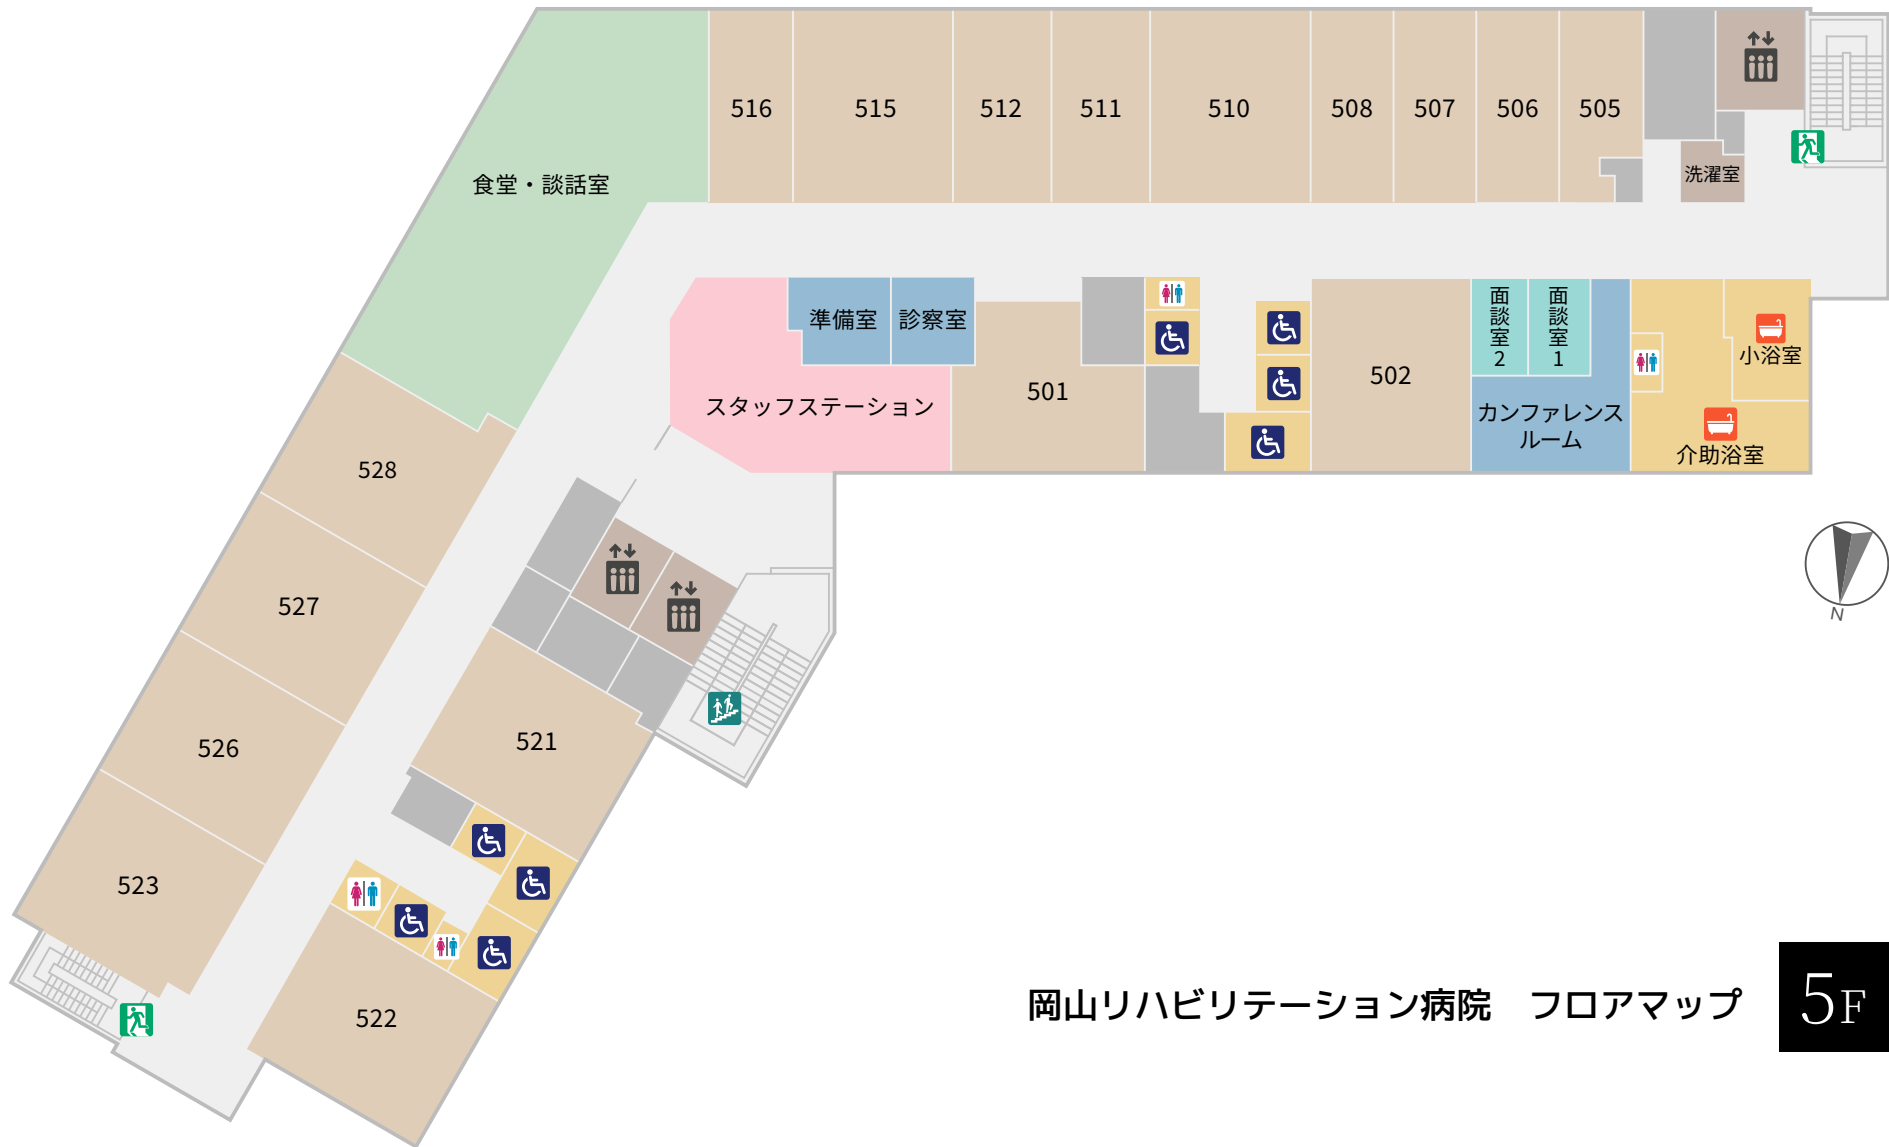 516
515
512
511
510
508
507
506
505
洗濯室
食堂・談話室
準備室
診察室
スタッフステーション
501
502
面談室2
面談室1
カンファレンス
ルーム
小浴室
介助浴室
528
527
526
523
521
522
N
岡山リハビリテーション病院　フロアマップ
5F